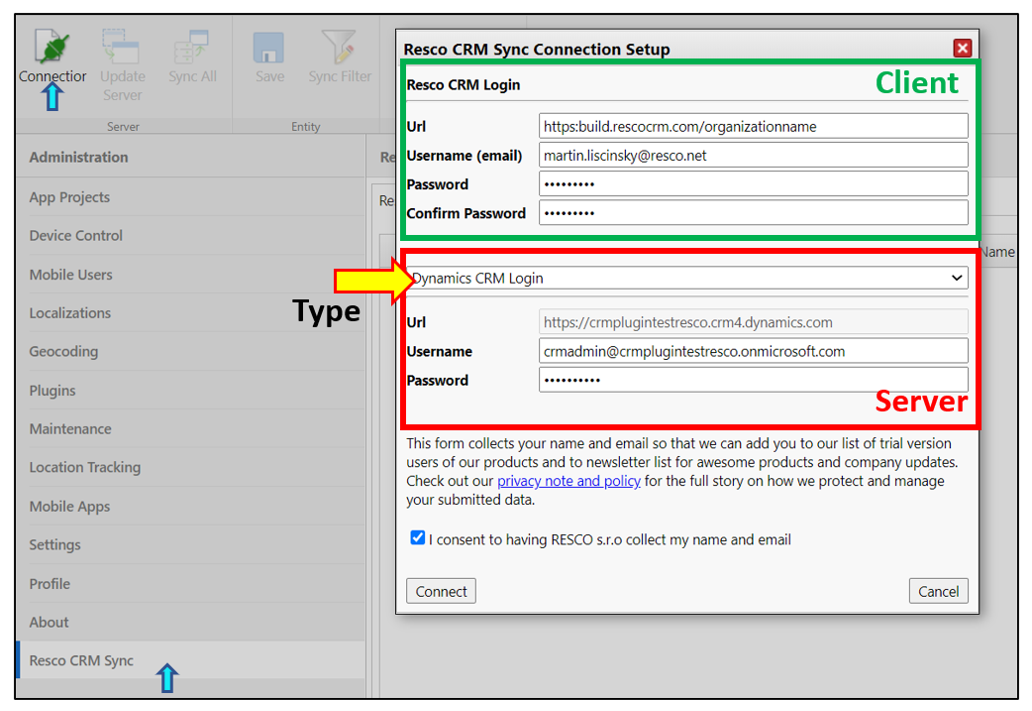 Connection
Update
Server
Sync All
Save
Sync Filter
Server
Entity
Administration
App Projects
Device Control
Mobile Users
Localizations
Geocoding
Plugins
Maintenance
Location Tracking
Mobile Apps
Settings
Profile
About
Resco CRM Sync
Re
Re
Name
Resco CRM Sync Connection Setup
Client
Resco CRM Login
Url https:build.rescocrm.com/organizationname
Username (email) martin.liscinsky@resco.net
Password •••••••••
Confirm Password •••••••••
Type
Dynamics CRM Login
Url https://crmplugintestresco.crm4.dynamics.com
Username crmadmin@crmplugintestresco.onmicrosoft.com
Password ••••••••••
Server
This form collects your name and email so that we can add you to our list of trial version
users of our products and to newsletter list for awesome products and company updates.
Check out our privacy note and policy for the full story on how we protect and manage
your submitted data.
I consent to having RESCO s.r.o collect my name and email
Connect
Cancel